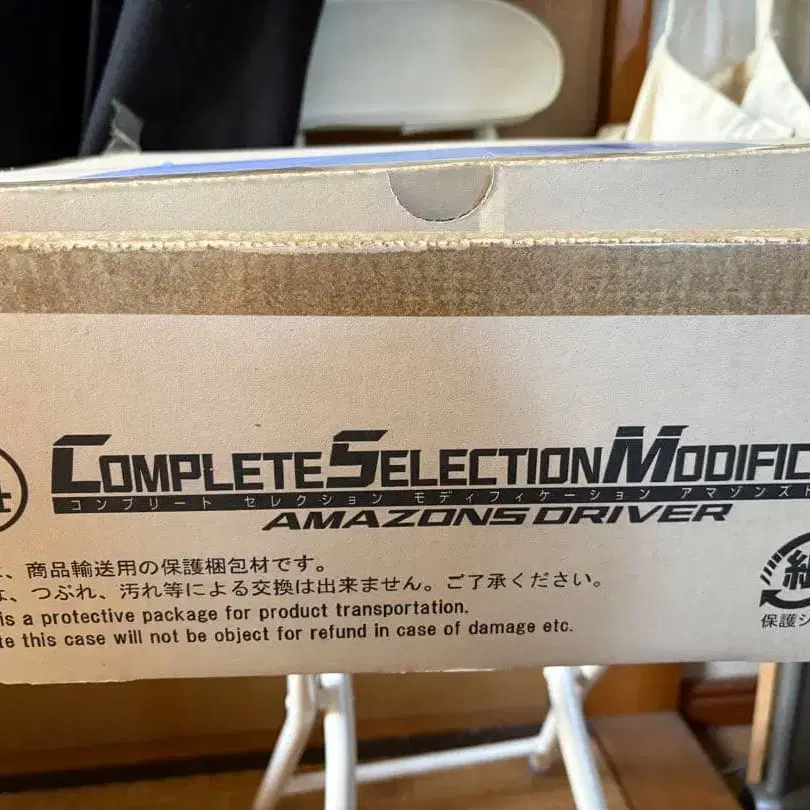 COMPLETE SELECTION MODIFIC
コンプリート セレクション モディフィケーション アマゾンズド
AMAZONS DRIVER
、商品輸送用の保護梱包材です。
、つぶれ、汚れ等による交換は出来ません。ご了承ください。
is a protective package for product transportation.
te this case will not be object for refund in case of damage etc.
紙
保護シ